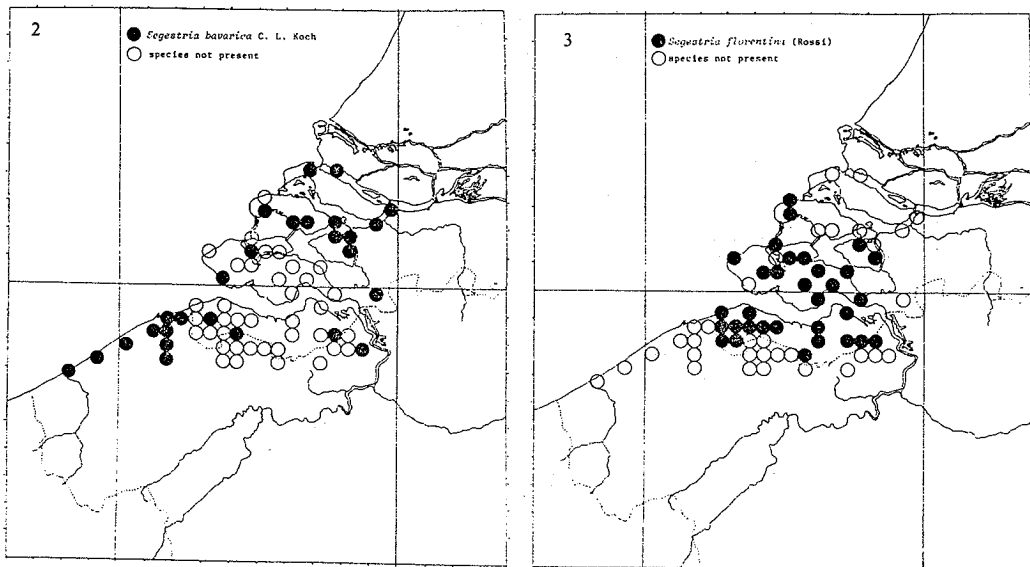 2
Segestria bavarica C. L. Koch
species not present
3
Segestria florentina (Rossi)
species not present